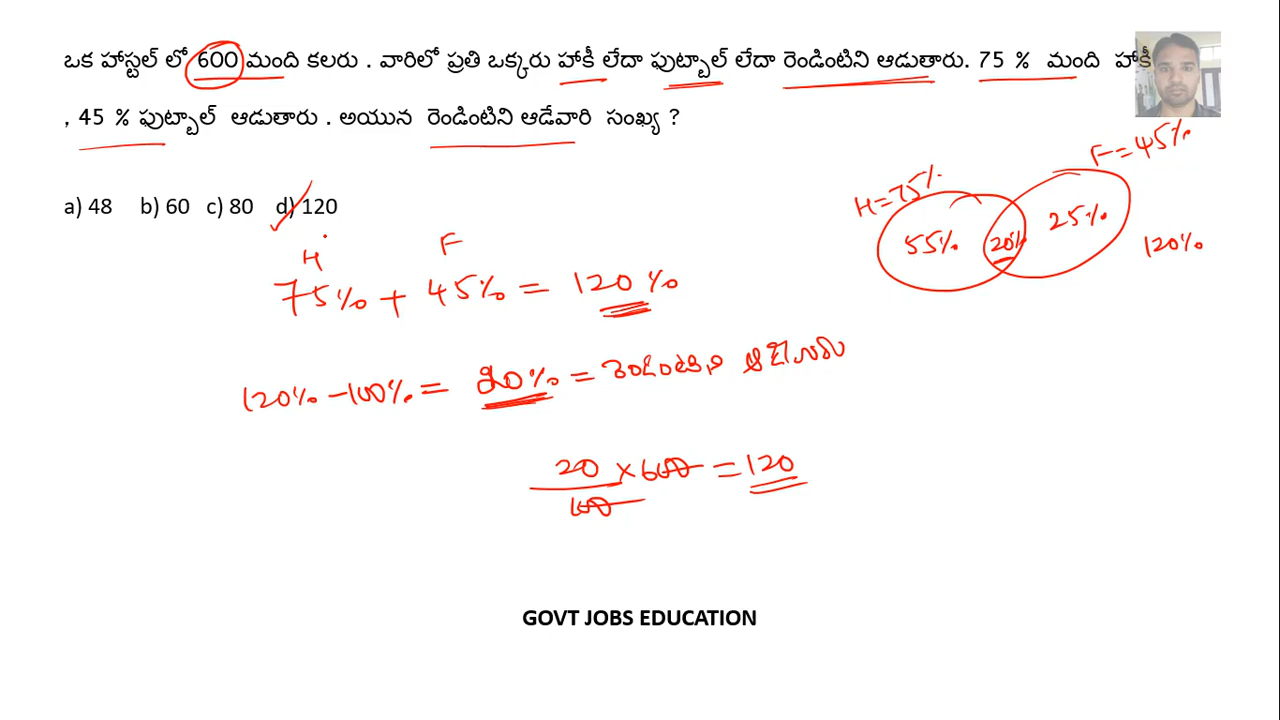 ఒక హాస్టల్ లో 600 మంది కలరు . వారిలో ప్రతి ఒక్కరు హాకీ లేదా ఫుట్బాల్ లేదా రెండింటిని ఆడుతారు. 75 % మంది హాకీ
, 45 % ఫుట్బాల్ ఆడుతారు . అయున రెండింటిని ఆడేవారి సంఖ్య ?
F = 45%
H = 75%
a) 48 b) 60 c) 80 d) 120
55% 20% 25%
120%
H F
75% + 45% = 120 %
120% - 100% = 20% = రెండింటిని
20 × 600 = 120
100
GOVT JOBS EDUCATION